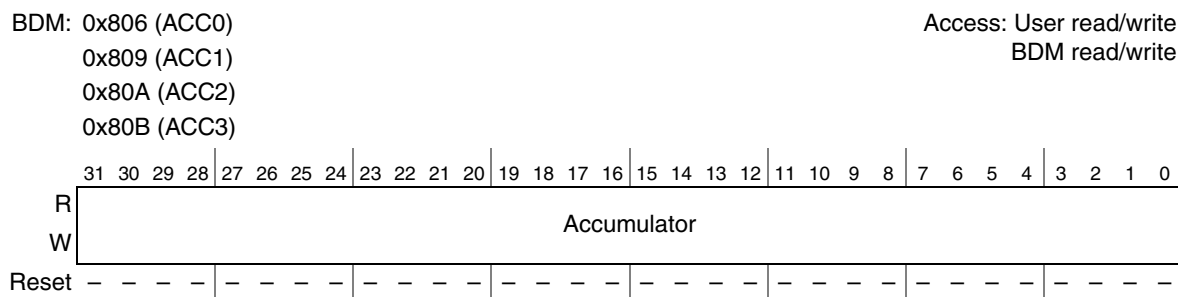 BDM: 0x806 (ACC0) Access: User read/write
0x809 (ACC1) BDM read/write
0x80A (ACC2)
0x80B (ACC3)
31 30 29 28 27 26 25 24 23 22 21 20 19 18 17 16 15 14 13 12 11 10 9 8 7 6 5 4 3 2 1 0
R
Accumulator
W
Reset – – – – – – – – – – – – – – – – – – – – – – – – – – – – – – – –